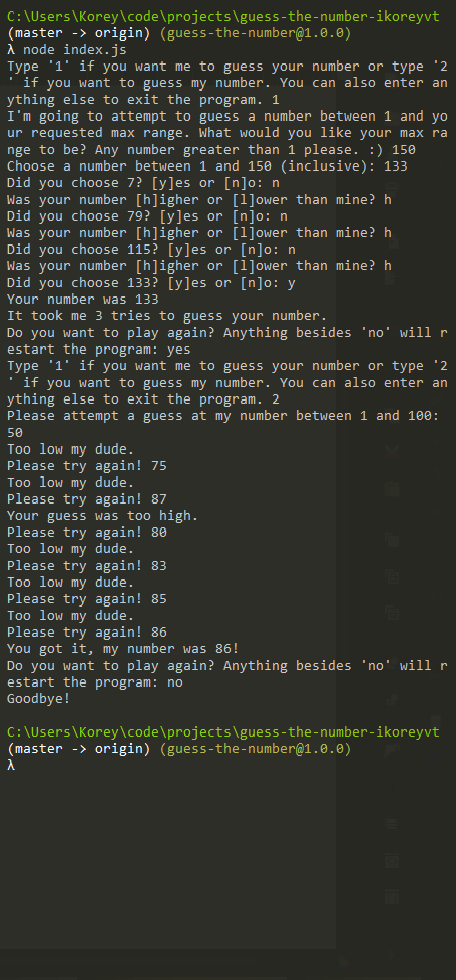 C:\Users\Korey\code\projects\guess-the-number-ikoreyvt
(master -> origin) (guess-the-number@1.0.0)
λ node index.js
Type '1' if you want me to guess your number or type '2
' if you want to guess my number. You can also enter an
ything else to exit the program. 1
I'm going to attempt to guess a number between 1 and yo
ur requested max range. What would you like your max ra
nge to be? Any number greater than 1 please. :) 150
Choose a number between 1 and 150 (inclusive): 133
Did you choose 7? [y]es or [n]o: n
Was your number [h]igher or [l]ower than mine? h
Did you choose 79? [y]es or [n]o: n
Was your number [h]igher or [l]ower than mine? h
Did you choose 115? [y]es or [n]o: n
Was your number [h]igher or [l]ower than mine? h
Did you choose 133? [y]es or [n]o: y
Your number was 133
It took me 3 tries to guess your number.
Do you want to play again? Anything besides 'no' will r
estart the program: yes
Type '1' if you want me to guess your number or type '2
' if you want to guess my number. You can also enter an
ything else to exit the program. 2
Please attempt a guess at my number between 1 and 100:
50
Too low my dude.
Please try again! 75
Too low my dude.
Please try again! 87
Your guess was too high.
Please try again! 80
Too low my dude.
Please try again! 83
Too low my dude.
Please try again! 85
Too low my dude.
Please try again! 86
You got it, my number was 86!
Do you want to play again? Anything besides 'no' will r
estart the program: no
Goodbye!
C:\Users\Korey\code\projects\guess-the-number-ikoreyvt
(master -> origin) (guess-the-number@1.0.0)
λ